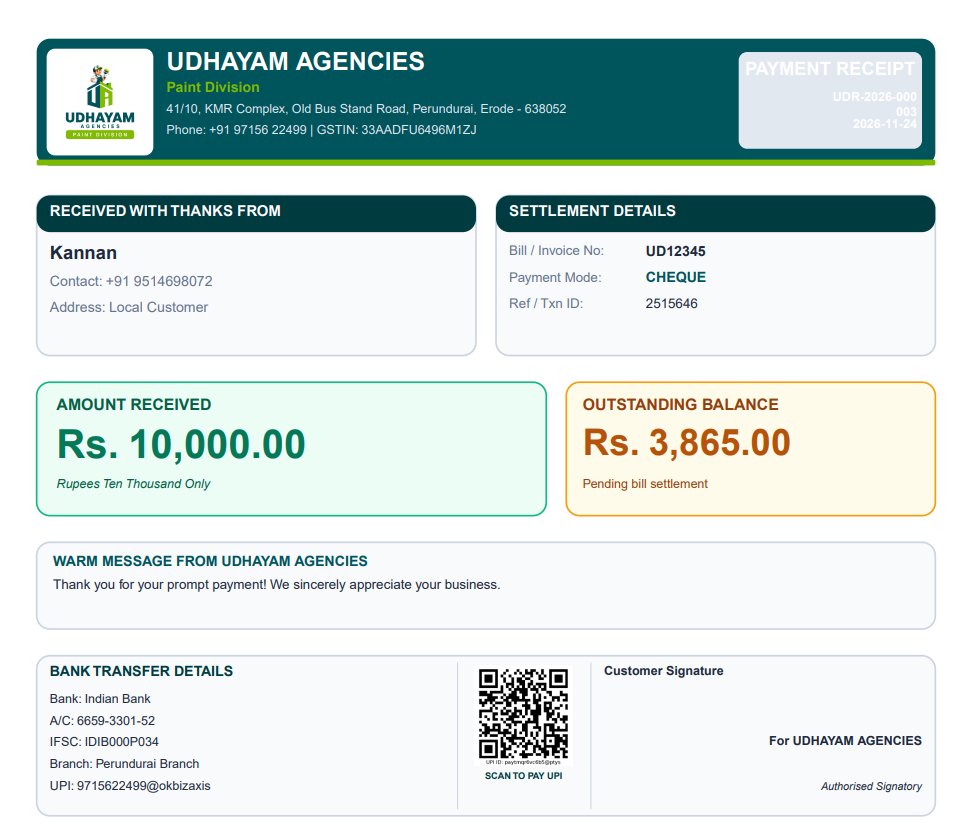 UDHAYAM
AGENCIES
PAINT DIVISION
UDHAYAM AGENCIES
Paint Division
41/10, KMR Complex, Old Bus Stand Road, Perundurai, Erode - 638052
Phone: +91 97156 22499 | GSTIN: 33AADFU6496M1ZJ
PAYMENT RECEIPT
UDR-2026-000
003
2026-11-24
RECEIVED WITH THANKS FROM
Kannan
Contact: +91 9514698072
Address: Local Customer
SETTLEMENT DETAILS
Bill / Invoice No: UD12345
Payment Mode: CHEQUE
Ref / Txn ID: 2515646
AMOUNT RECEIVED
Rs. 10,000.00
Rupees Ten Thousand Only
OUTSTANDING BALANCE
Rs. 3,865.00
Pending bill settlement
WARM MESSAGE FROM UDHAYAM AGENCIES
Thank you for your prompt payment! We sincerely appreciate your business.
BANK TRANSFER DETAILS
Bank: Indian Bank
A/C: 6659-3301-52
IFSC: IDIB000P034
Branch: Perundurai Branch
UPI: 9715622499@okbizaxis
UPI ID: paytmqr6vc6b5@ptys
SCAN TO PAY UPI
Customer Signature
For UDHAYAM AGENCIES
Authorised Signatory